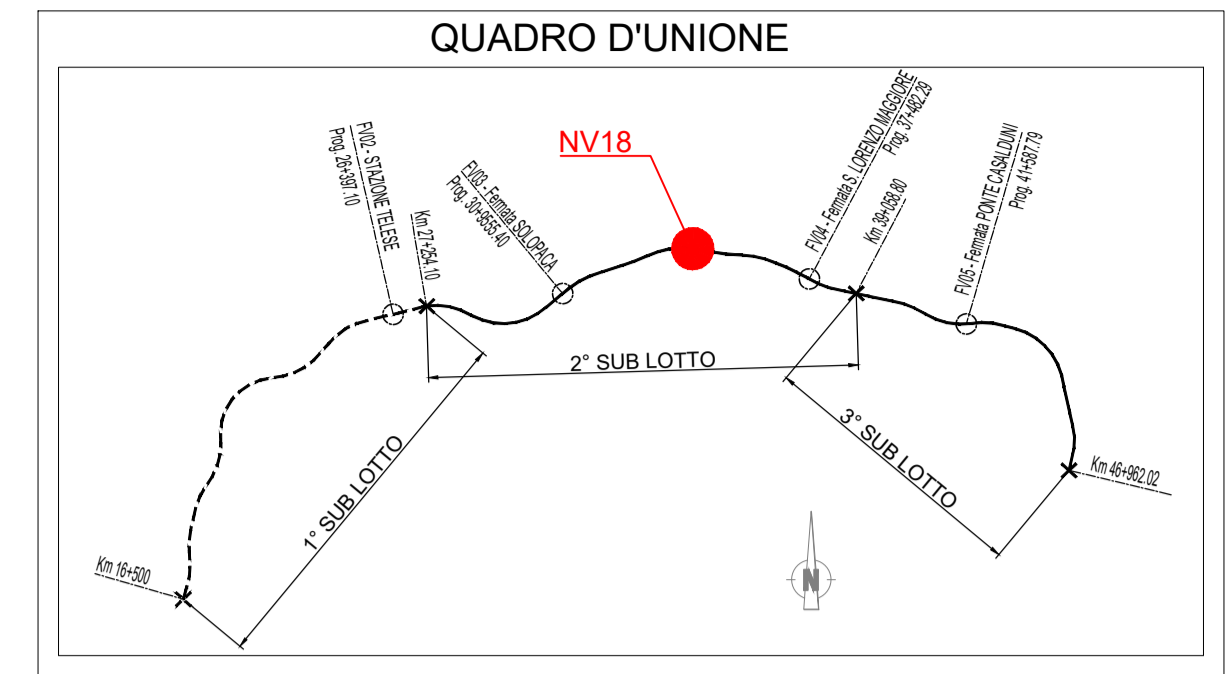 QUADRO D'UNIONE
FV02 - STAZIONE TELESE
Prog. 26+397.10
Km 27+254.10
FV03 - Fermata SOLOPACA
Prog. 30+9555.40
NV18
FV04 - Fermata S. LORENZO MAGGIORE
Prog. 37+482.29
Km 39+058.80
FV05 - Fermata PONTE CASALDUNI
Prog. 41+587.79
2° SUB LOTTO
1° SUB LOTTO
3° SUB LOTTO
Km 46+962.02
Km 16+500
N